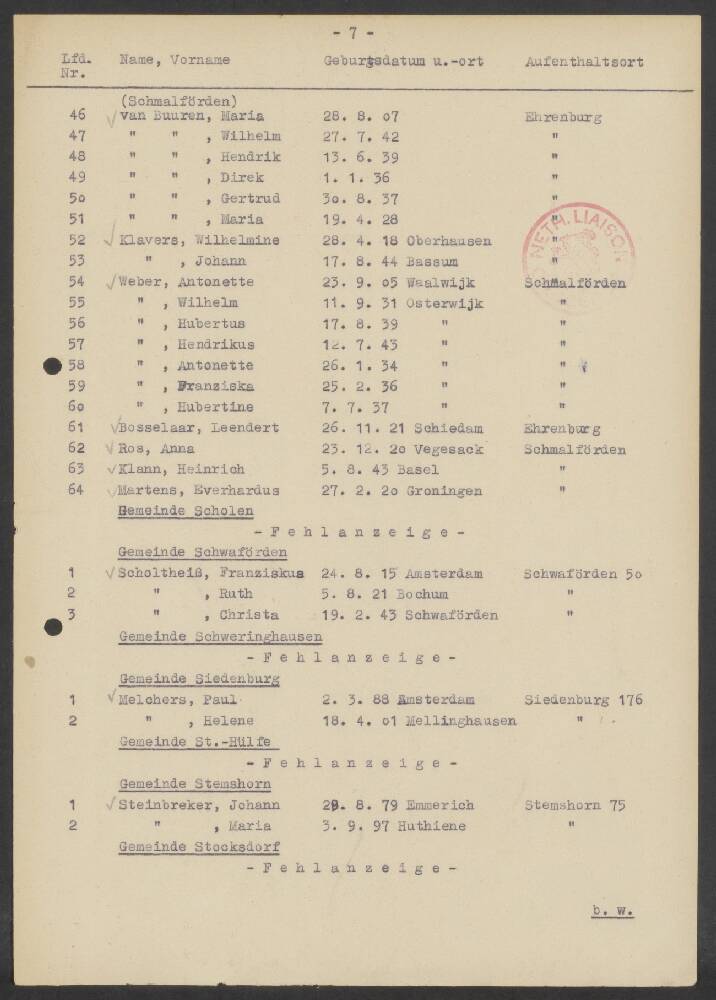 - 7 -
Lfd. Nr. Name, Vorname Geburtsdatum u.-ort Aufenthaltsort
(Schmalförden)
46 van Buuren, Maria 28. 8. o7 Ehrenburg
47 " " , Wilhelm 27. 7. 42 "
48 " " , Hendrik 13. 6. 39 "
49 " " , Direk 1. 1. 36 "
5o " " , Gertrud 3o. 8. 37 "
51 " " , Maria 19. 4. 28 "
52 Klavers, Wilhelmine 28. 4. 18 Oberhausen "
53 " , Johann 17. 8. 44 Bassum "
NETH. LIAISON
54 Weber, Antonette 23. 9. o5 Waalwijk Schmalförden
55 " , Wilhelm 11. 9. 31 Osterwijk "
56 " , Hubertus 17. 8. 39 " "
57 " , Hendrikus 12. 7. 43 " "
58 " , Antonette 26. 1. 34 " "
59 " , Franziska 25. 2. 36 " "
6o " , Hubertine 7. 7. 37 " "
61 Bosselaar, Leendert 26. 11. 21 Schiedam Ehrenburg
62 Ros, Anna 23. 12. 2o Vegesack Schmalförden
63 Klann, Heinrich 5. 8. 43 Basel "
64 Martens, Everhardus 27. 2. 2o Groningen "
Gemeinde Scholen
- F e h l a n z e i g e -
Gemeinde Schwaförden
1 Scholtheiß, Franziskus 24. 8. 15 Amsterdam Schwaförden 5o
2 " , Ruth 5. 8. 21 Bochum "
3 " , Christa 19. 2. 43 Schwaförden "
Gemeinde Schweringhausen
- F e h l a n z e i g e -
Gemeinde Siedenburg
1 Melchers, Paul 2. 3. 88 Amsterdam Siedenburg 176
2 " , Helene 18. 4. o1 Mellinghausen "
Gemeinde St.-Hülfe
- F e h l a n z e i g e -
Gemeinde Stemshorn
1 Steinbreker, Johann 29. 8. 79 Emmerich Stemshorn 75
2 " , Maria 3. 9. 97 Huthiene "
Gemeinde Stocksdorf
- F e h l a n z e i g e -
b. w.